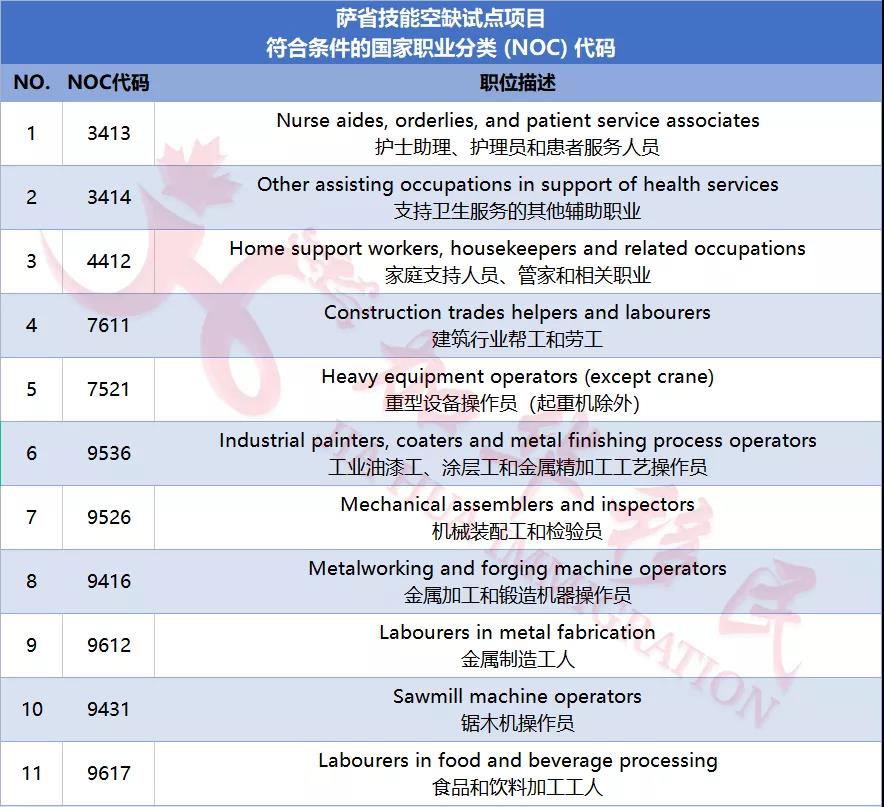 萨省技能空缺试点项目
符合条件的国家职业分类 (NOC) 代码
NO. NOC代码 职位描述
1 3413 Nurse aides, orderlies, and patient service associates
护士助理、护理员和患者服务人员
2 3414 Other assisting occupations in support of health services
支持卫生服务的其他辅助职业
3 4412 Home support workers, housekeepers and related occupations
家庭支持人员、管家和相关职业
4 7611 Construction trades helpers and labourers
建筑行业帮工和劳工
5 7521 Heavy equipment operators (except crane)
重型设备操作员（起重机除外）
6 9536 Industrial painters, coaters and metal finishing process operators
工业油漆工、涂层工和金属精加工工艺操作员
7 9526 Mechanical assemblers and inspectors
机械装配工和检验员
8 9416 Metalworking and forging machine operators
金属加工和锻造机器操作员
9 9612 Labourers in metal fabrication
金属制造工人
10 9431 Sawmill machine operators
锯木机操作员
11 9617 Labourers in food and beverage processing
食品和饮料加工工人
加华移民
JIA HUA IMMIGRATION